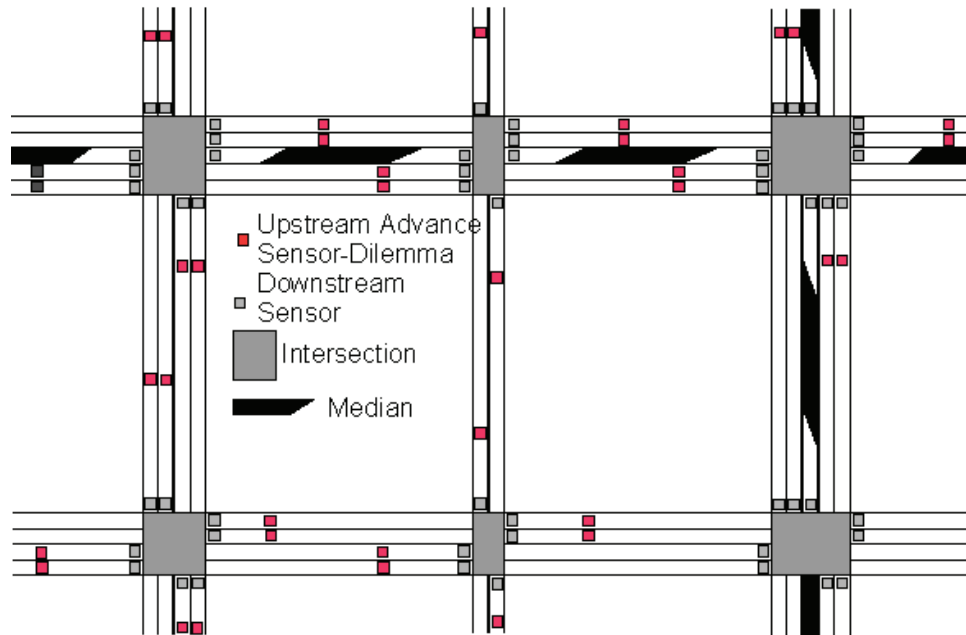 Upstream Advance
Sensor-Dilemma
Downstream
Sensor
Intersection
Median